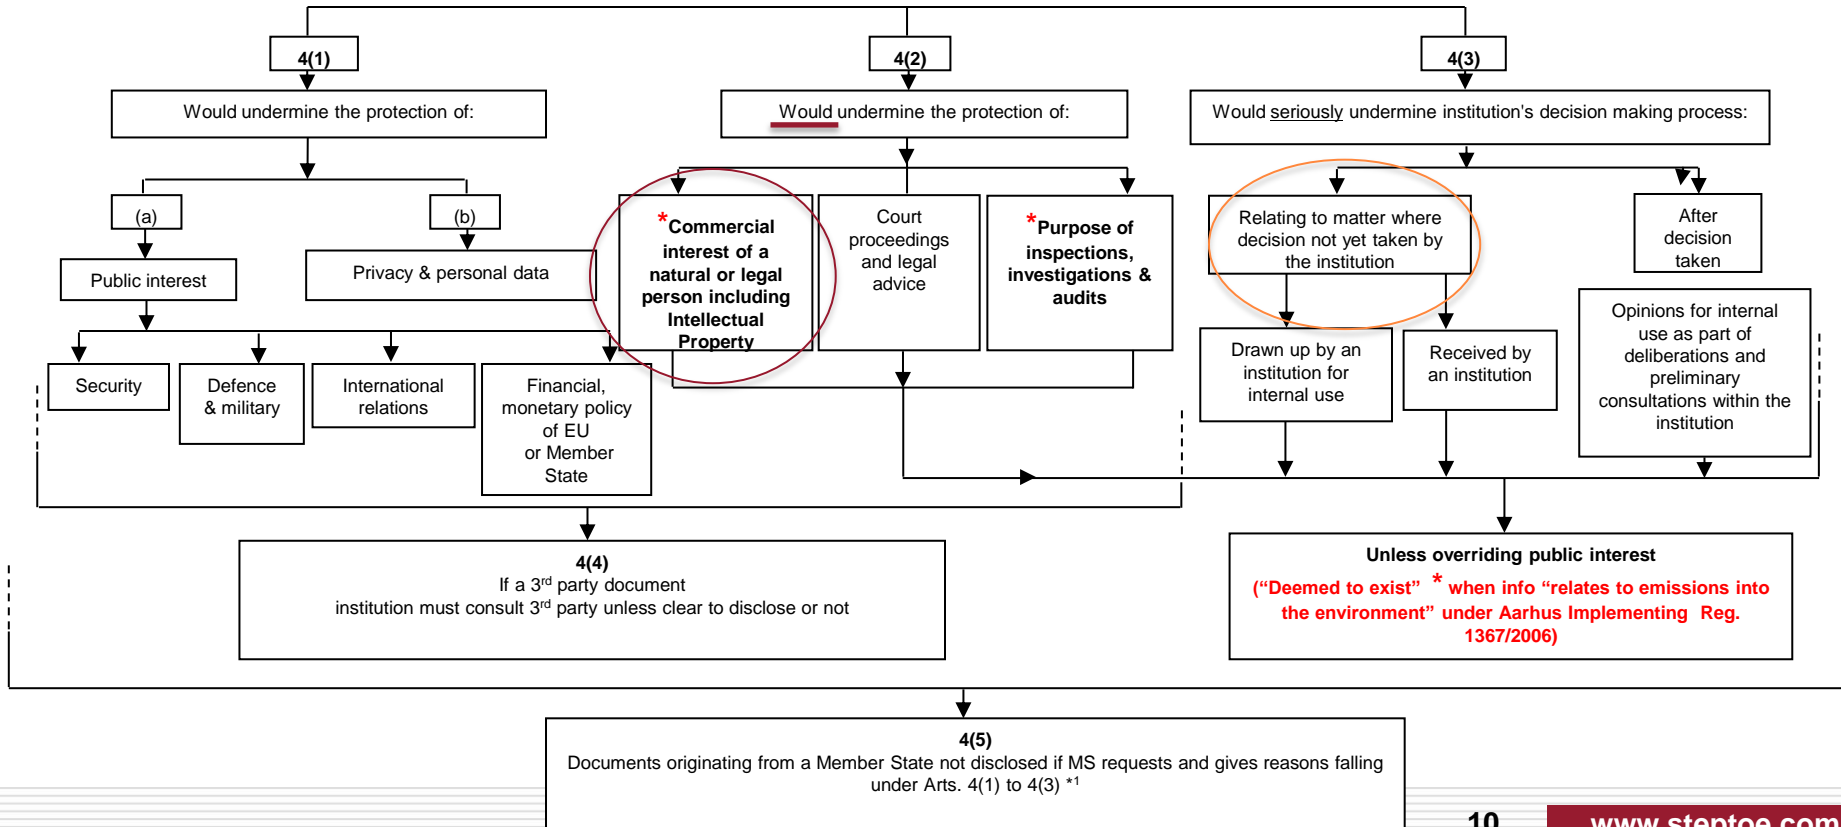 4(1)
4(2)
4(3)
Would undermine the protection of:
Would undermine the protection of:
Would seriously undermine institution's decision making process:
(a)
(b)
Public interest
Privacy & personal data
Security
Defence
& military
International
relations
Financial,
monetary policy
of EU
or Member
State
*Commercial
interest of a
natural or legal
person including
Intellectual
Property
Court
proceedings
and legal
advice
*Purpose of
inspections,
investigations &
audits
Relating to matter where
decision not yet taken by
the institution
After
decision
taken
Drawn up by an
institution for
internal use
Received by
an institution
Opinions for internal
use as part of
deliberations and
preliminary
consultations within the
institution
4(4)
If a 3rd party document
institution must consult 3rd party unless clear to disclose or not
Unless overriding public interest
(“Deemed to exist” * when info “relates to emissions into
the environment” under Aarhus Implementing Reg.
1367/2006)
4(5)
Documents originating from a Member State not disclosed if MS requests and gives reasons falling
under Arts. 4(1) to 4(3) *1
10
www.steptoe.com